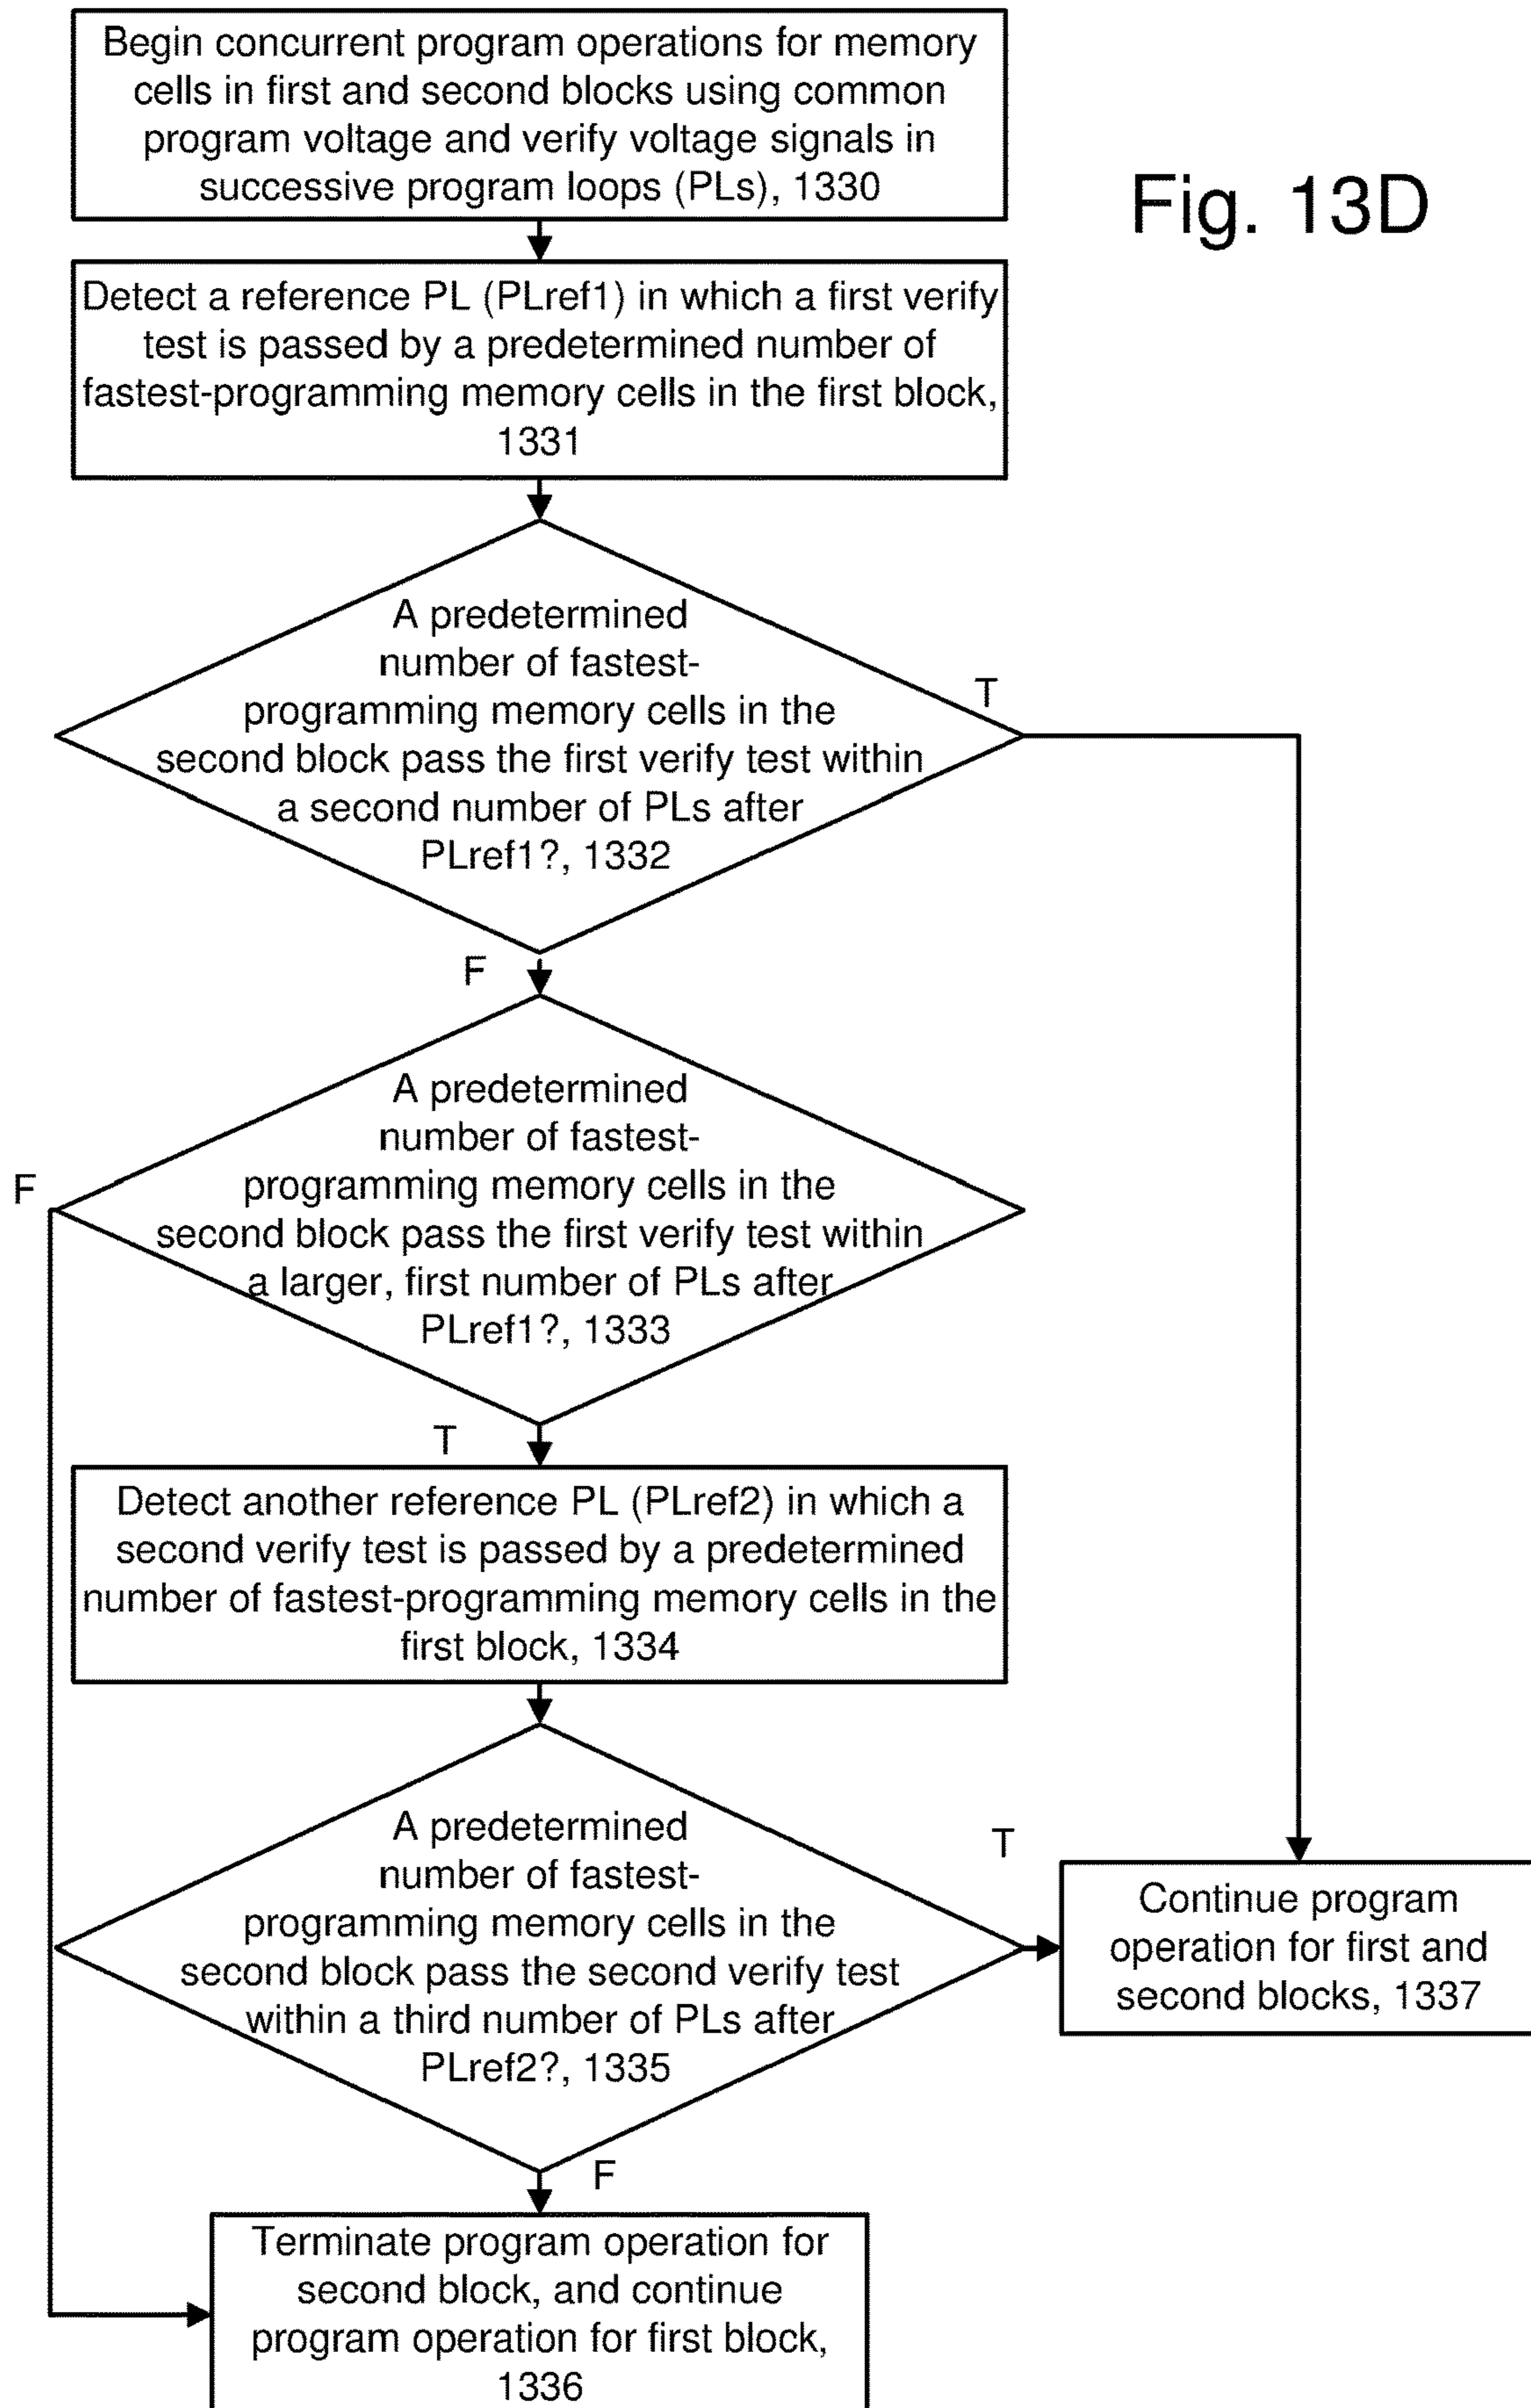 Begin concurrent program operations for memory
cells in first and second blocks using common
program voltage and verify voltage signals in
successive program loops (PLs), 1330
Fig. 13D
Detect a reference PL (PLref1) in which a first verify
test is passed by a predetermined number of
fastest-programming memory cells in the first block,
1331
A predetermined
number of fastest-
programming memory cells in the
second block pass the first verify test within
a second number of PLs after
PLref1?, 1332
T
F
A predetermined
number of fastest-
programming memory cells in the
second block pass the first verify test within
a larger, first number of PLs after
PLref1?, 1333
F
T
Detect another reference PL (PLref2) in which a
second verify test is passed by a predetermined
number of fastest-programming memory cells in the
first block, 1334
A predetermined
number of fastest-
programming memory cells in the
second block pass the second verify test
within a third number of PLs after
PLref2?, 1335
T
Continue program
operation for first and
second blocks, 1337
F
Terminate program operation for
second block, and continue
program operation for first block,
1336